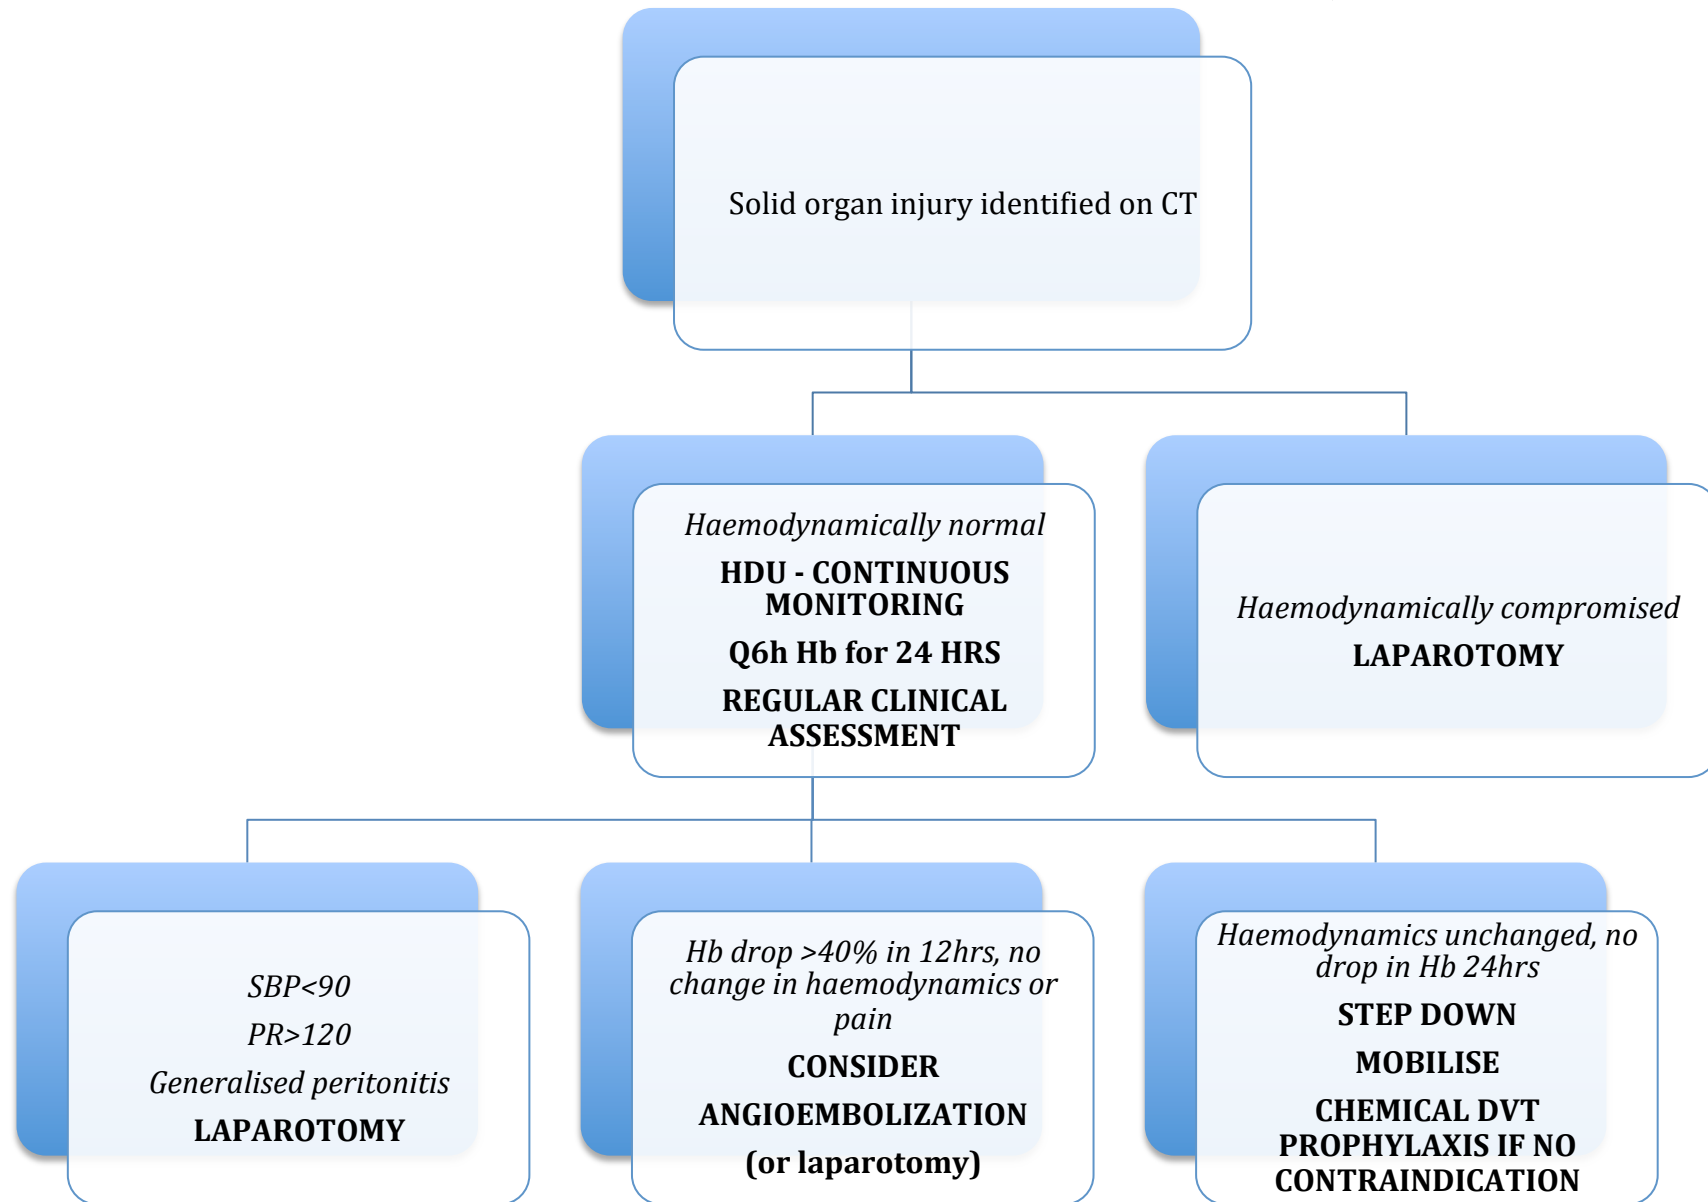 Solid organ injury identified on CT
Haemodynamically normal
HDU - CONTINUOUS
MONITORING
Q6h Hb for 24 HRS
REGULAR CLINICAL
ASSESSMENT
Haemodynamically compromised
LAPAROTOMY
SBP<90
PR>120
Generalised peritonitis
LAPAROTOMY
Hb drop >40% in 12hrs, no
change in haemodynamics or
pain
CONSIDER
ANGIOEMBOLIZATION
(or laparotomy)
Haemodynamics unchanged, no
drop in Hb 24hrs
STEP DOWN
MOBILISE
CHEMICAL DVT
PROPHYLAXIS IF NO
CONTRAINDICATION